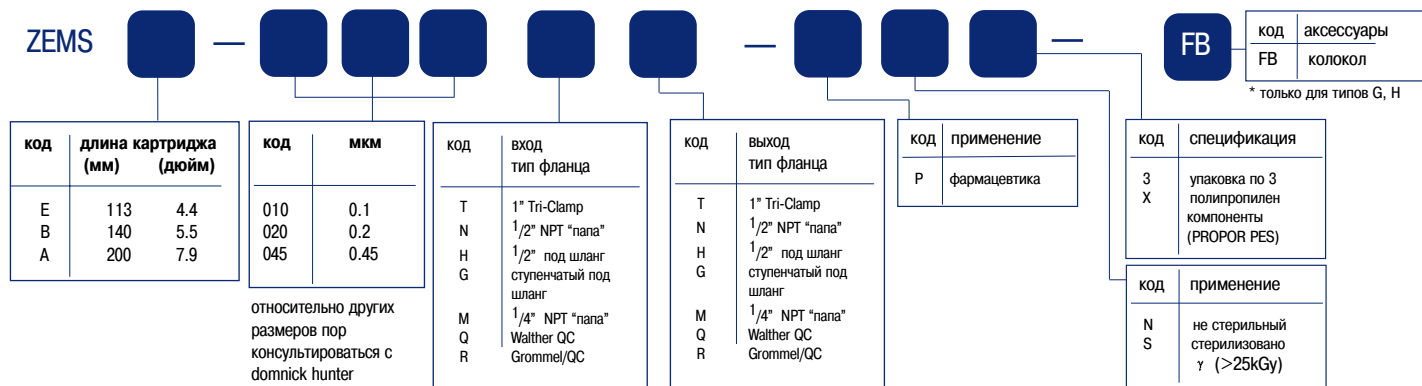 ZEMS — — — FB
код аксессуары
FB колокол
* только для типов G, H
код длина картриджа
(мм) (дюйм)
E 113 4.4
B 140 5.5
A 200 7.9
код мкм
010 0.1
020 0.2
045 0.45
относительно других
размеров пор
консультироваться с
domnick hunter
код вход
тип фланца
T 1” Tri-Clamp
N 1/2” NPT “папа”
H 1/2” под шланг
G ступенчатый под
шланг
M 1/4” NPT “папа”
Q Walther QC
R Grommel/QC
код выход
тип фланца
T 1” Tri-Clamp
N 1/2” NPT “папа”
H 1/2” под шланг
G ступенчатый под
шланг
M 1/4” NPT “папа”
Q Walther QC
R Grommel/QC
код применение
P фармацевтика
код спецификация
3 упаковка по 3
X полипропилен
компоненты
(PROPOR PES)
код применение
N не стерильный
S стерилизовано
γ (>25kGy)